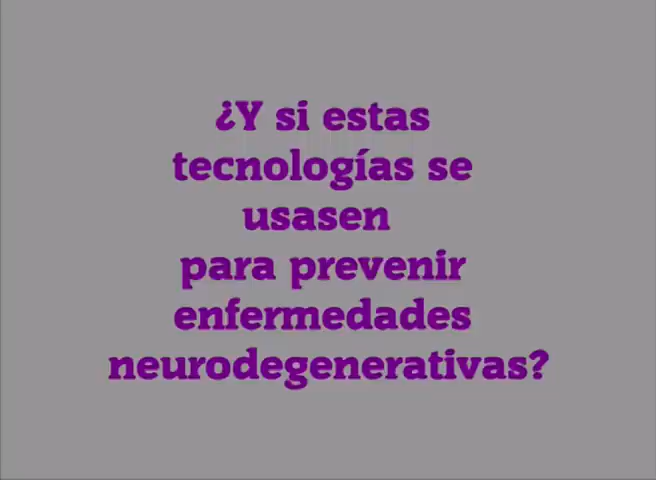 ¿Y si estas
tecnologías se
usasen
para prevenir
enfermedades
neurodegenerativas?